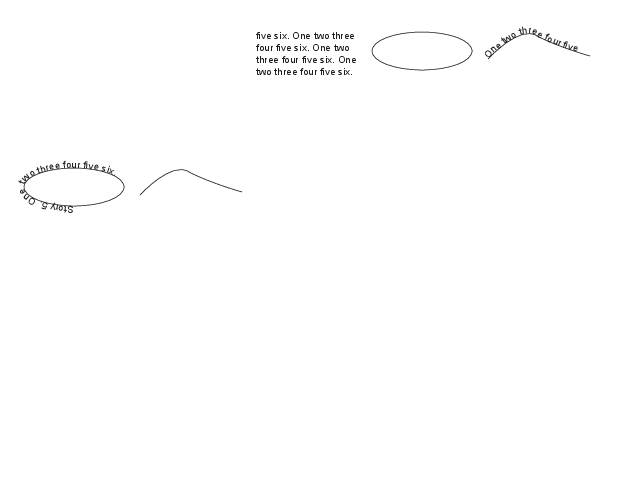 five six. One two three
four five six. One two
three four five six. One
two three four five six.
One two three four five
Story 5 One two three four five six.